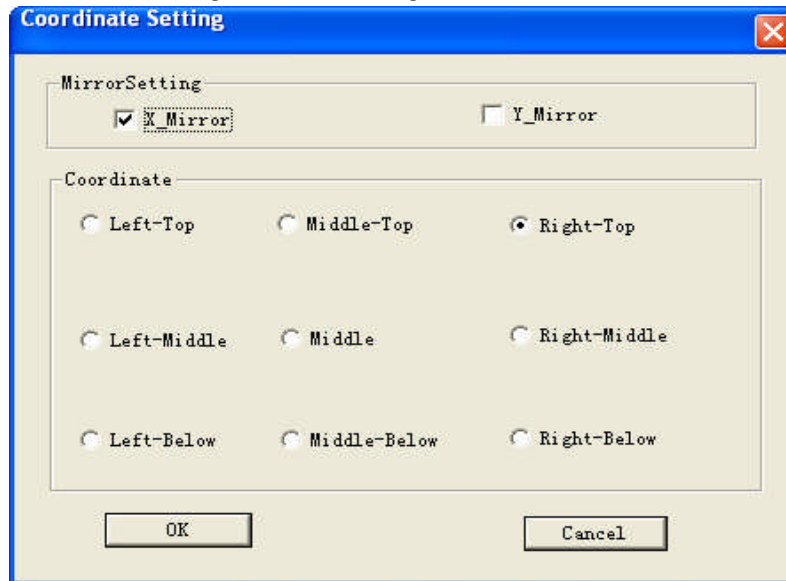 Coordinate Setting
MirrorSetting
X_Mirror Y_Mirror
Coordinate
Left-Top Middle-Top Right-Top
Left-Middle Middle Right-Middle
Left-Below Middle-Below Right-Below
OK Cancel